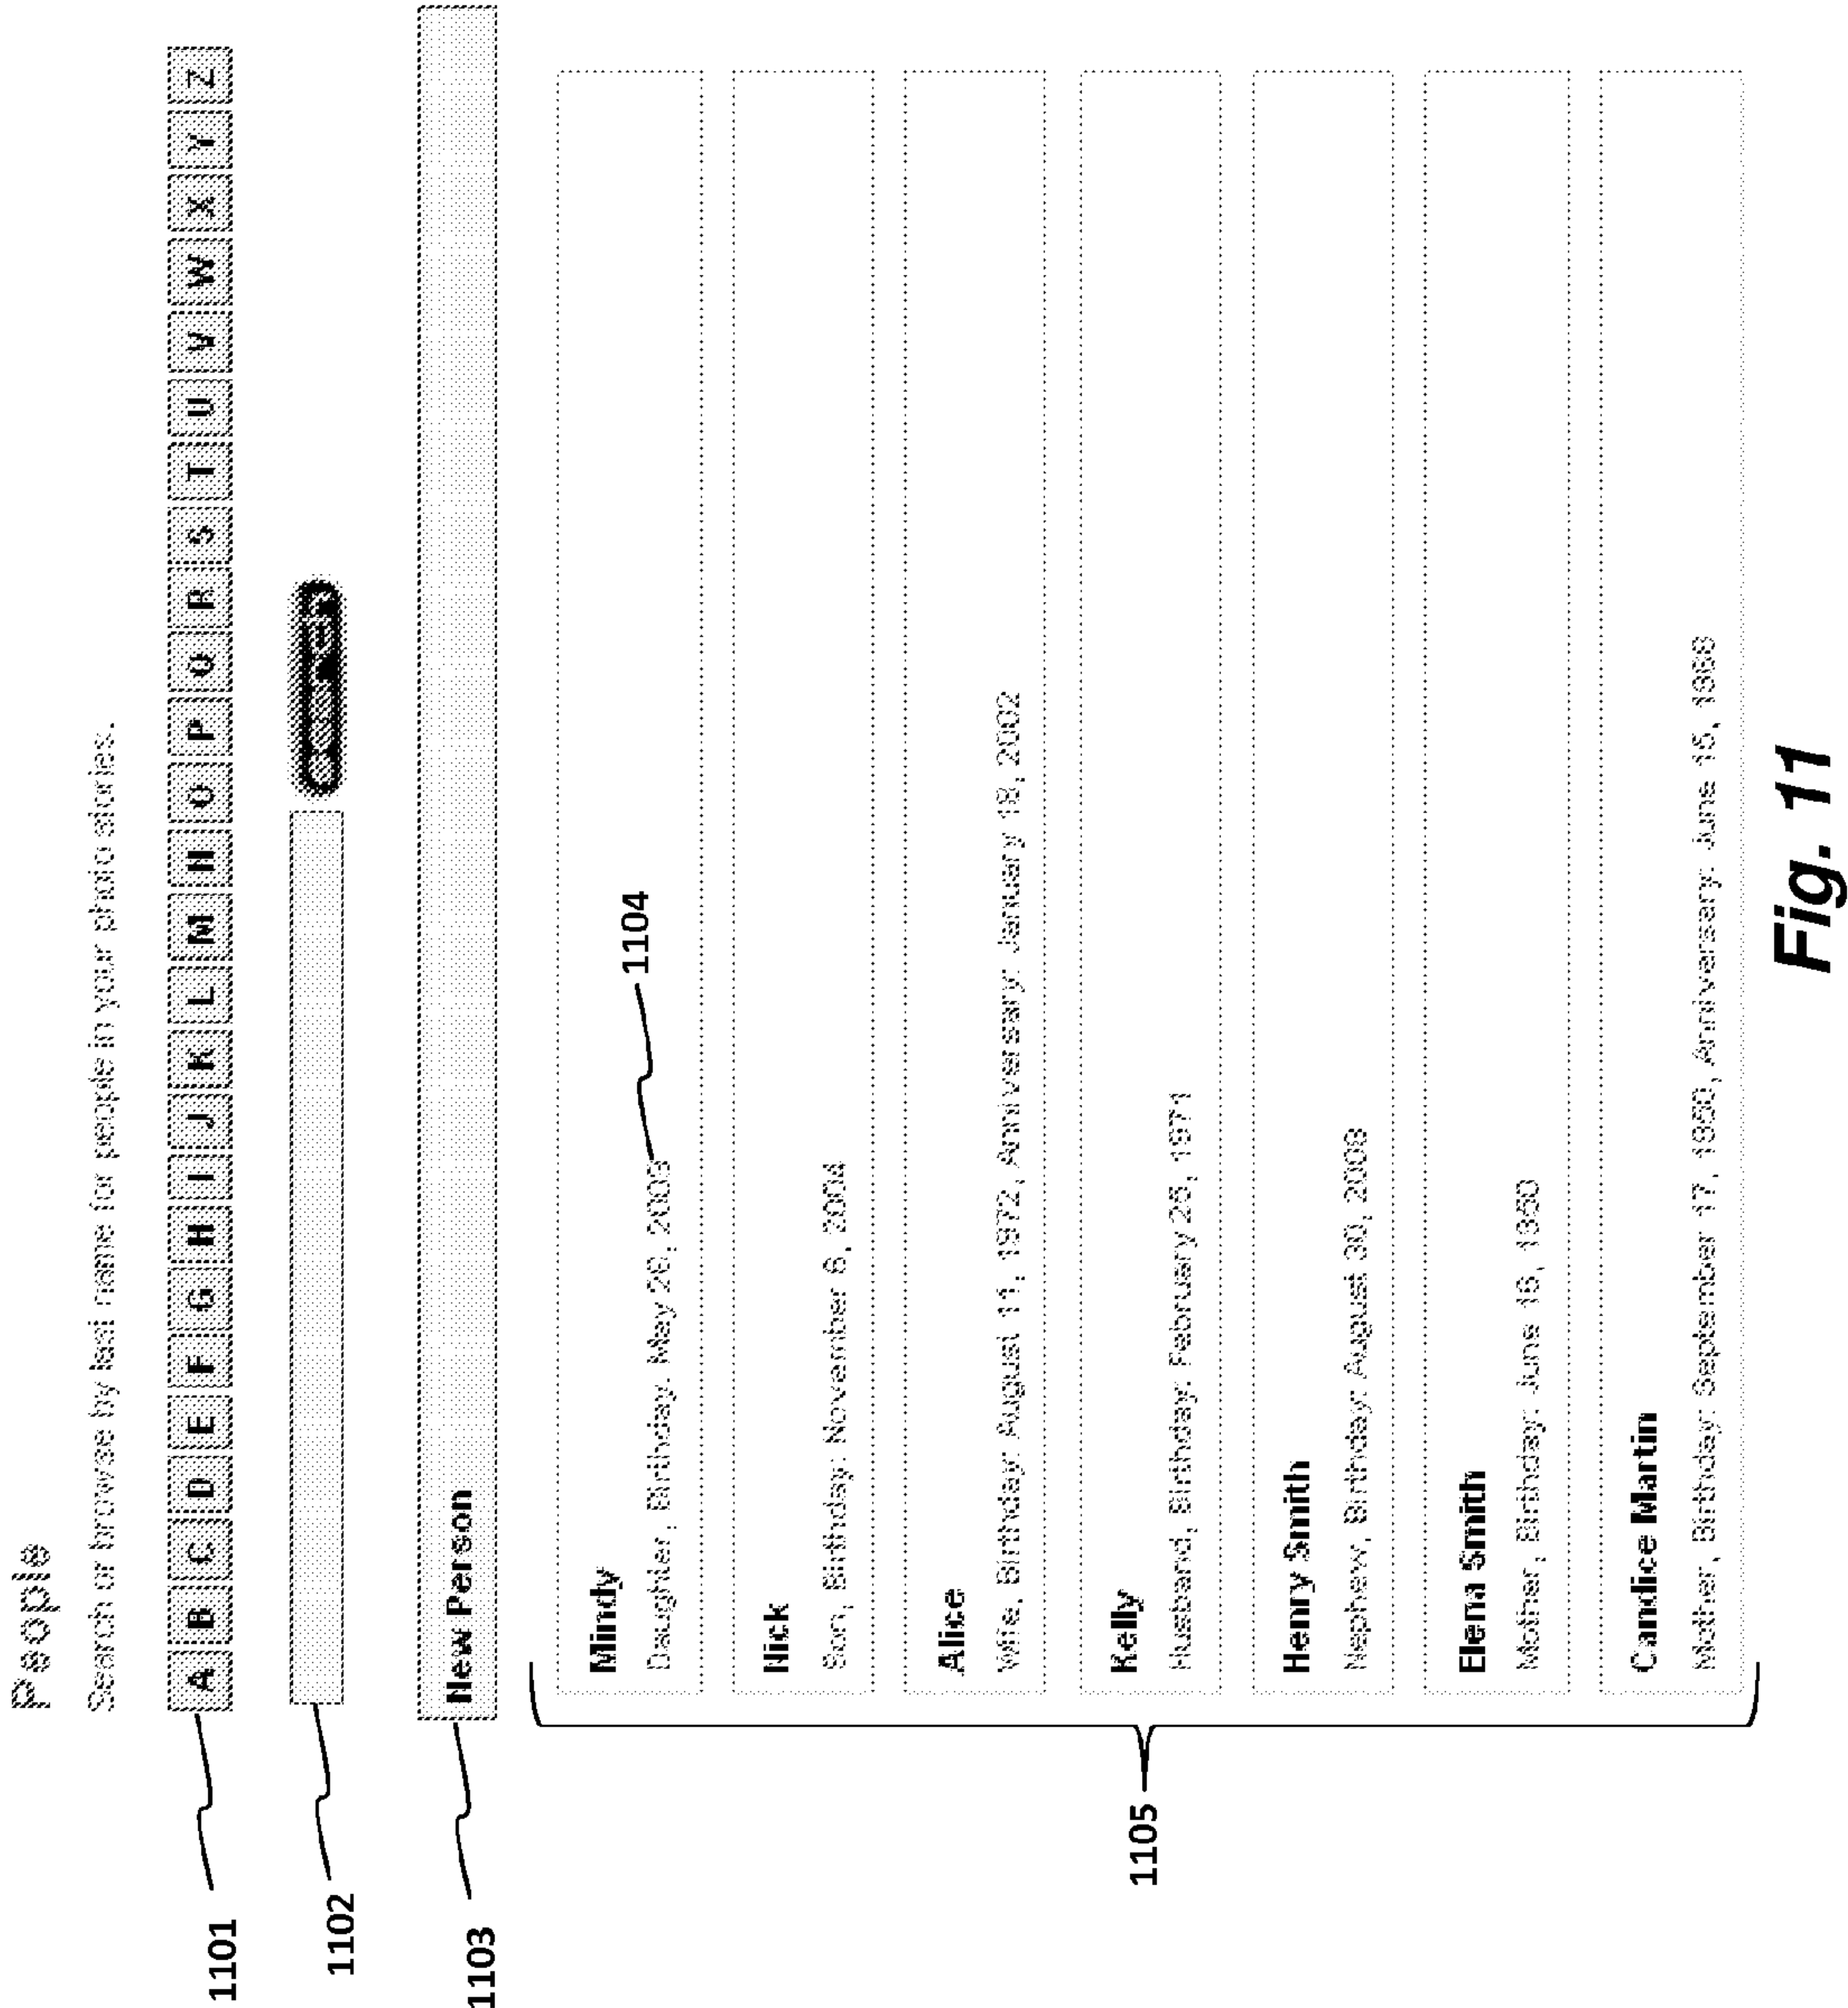 People
Search or browse by last name for people in your photo stories.
1101
A B C D E F G H I J K L M N O P Q R S T U V W X Y Z
1102
1103
New Person
Mindy
Daughter, Birthday: May 26, 2003
1104
Nick
Son, Birthday: November 6, 2004
Alice
Wife, Birthday: August 11, 1972, Anniversary: January 18, 2002
Kelly
Husband, Birthday: February 25, 1971
Henry Smith
Nephew, Birthday: August 30, 2008
Elena Smith
Mother, Birthday: June 16, 1950
Candice Martin
Mother, Birthday: September 17, 1950, Anniversary: June 15,
1105
Fig. 11